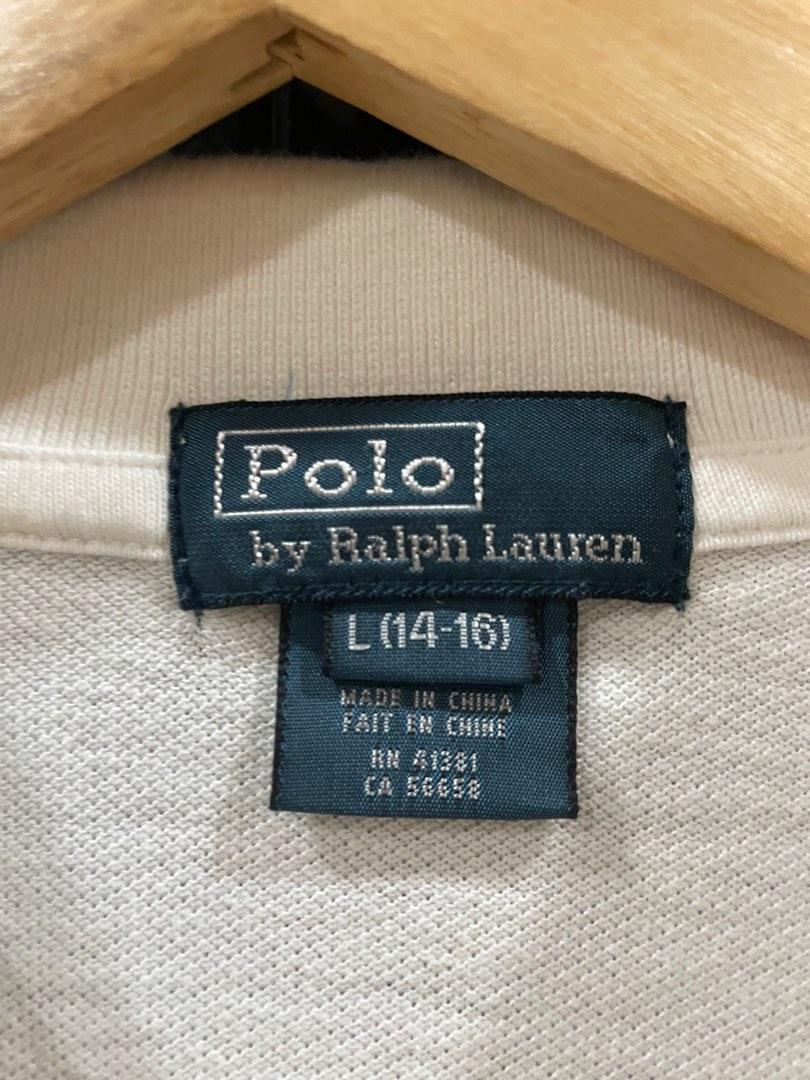 Polo
by Ralph Lauren
L (14-16)
MADE IN CHINA
FAIT EN CHINE
RN 41381
CA 56658